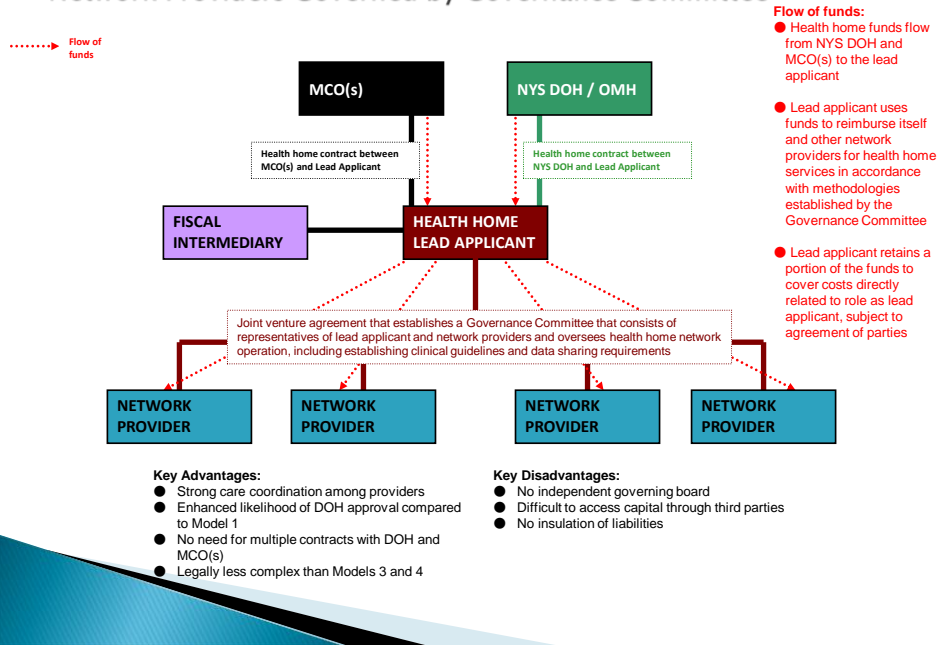 Network Providers Governed by Governance Committee
Flow of
funds
MCO(s)
NYS DOH / OMH
Health home contract between
MCO(s) and Lead Applicant
Health home contract between
NYS DOH and Lead Applicant
FISCAL
INTERMEDIARY
HEALTH HOME
LEAD APPLICANT
Joint venture agreement that establishes a Governance Committee that consists of
representatives of lead applicant and network providers and oversees health home network
operation, including establishing clinical guidelines and data sharing requirements
NETWORK
PROVIDER
NETWORK
PROVIDER
NETWORK
PROVIDER
NETWORK
PROVIDER
Flow of funds:
● Health home funds flow
from NYS DOH and
MCO(s) to the lead
applicant
● Lead applicant uses
funds to reimburse itself
and other network
providers for health home
services in accordance
with methodologies
established by the
Governance Committee
● Lead applicant retains a
portion of the funds to
cover costs directly
related to role as lead
applicant, subject to
agreement of parties
Key Advantages:
● Strong care coordination among providers
● Enhanced likelihood of DOH approval compared
to Model 1
● No need for multiple contracts with DOH and
MCO(s)
● Legally less complex than Models 3 and 4
Key Disadvantages:
● No independent governing board
● Difficult to access capital through third parties
● No insulation of liabilities